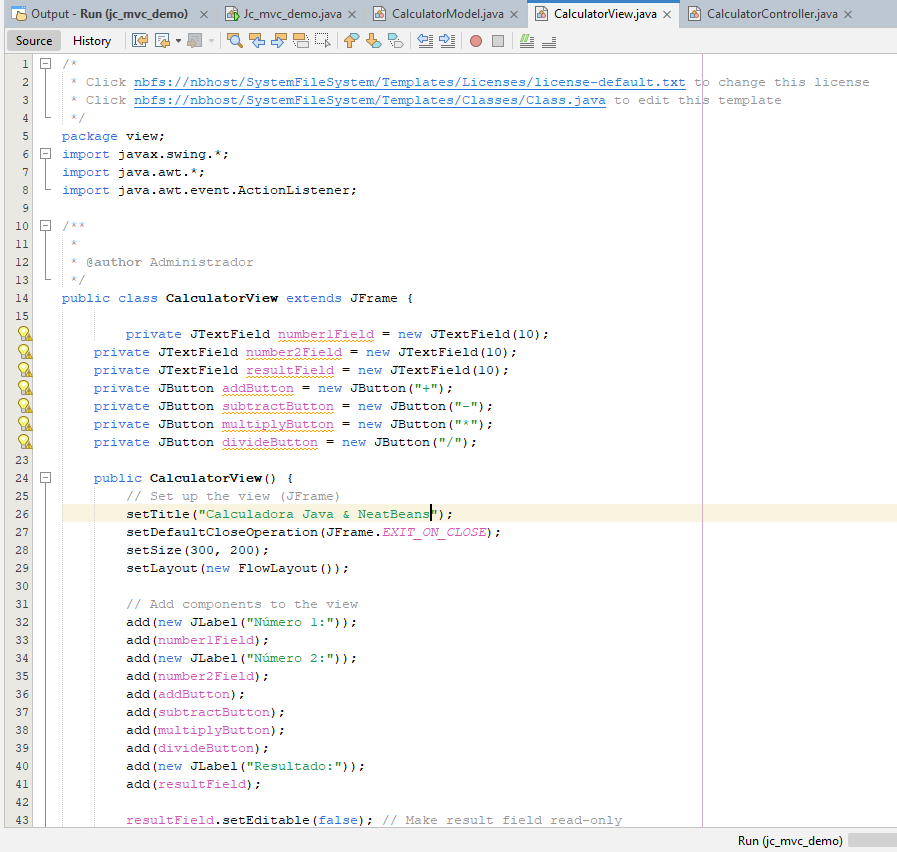 Output - Run (jc_mvc_demo) × Jc_mvc_demo.java × CalculatorModel.java × CalculatorView.java × CalculatorController.java ×
Source History
1 /*
2 * Click nbfs://nbhost/SystemFileSystem/Templates/Licenses/license-default.txt to change this license
3 * Click nbfs://nbhost/SystemFileSystem/Templates/Classes/Class.java to edit this template
4 */
5 package view;
6 import javax.swing.*;
7 import java.awt.*;
8 import java.awt.event.ActionListener;
9
10 /**
11 *
12 * @author Administrador
13 */
14 public class CalculatorView extends JFrame {
15
private JTextField number1Field = new JTextField(10);
private JTextField number2Field = new JTextField(10);
private JTextField resultField = new JTextField(10);
private JButton addButton = new JButton("+");
private JButton subtractButton = new JButton("-");
private JButton multiplyButton = new JButton("*");
private JButton divideButton = new JButton("/");
23
24 public CalculatorView() {
25 // Set up the view (JFrame)
26 setTitle("Calculadora Java & NeatBeans");
27 setDefaultCloseOperation(JFrame.EXIT_ON_CLOSE);
28 setSize(300, 200);
29 setLayout(new FlowLayout());
30
31 // Add components to the view
32 add(new JLabel("Número 1:"));
33 add(number1Field);
34 add(new JLabel("Número 2:"));
35 add(number2Field);
36 add(addButton);
37 add(subtractButton);
38 add(multiplyButton);
39 add(divideButton);
40 add(new JLabel("Resultado:"));
41 add(resultField);
42
43 resultField.setEditable(false); // Make result field read-only
Run (jc_mvc_demo)